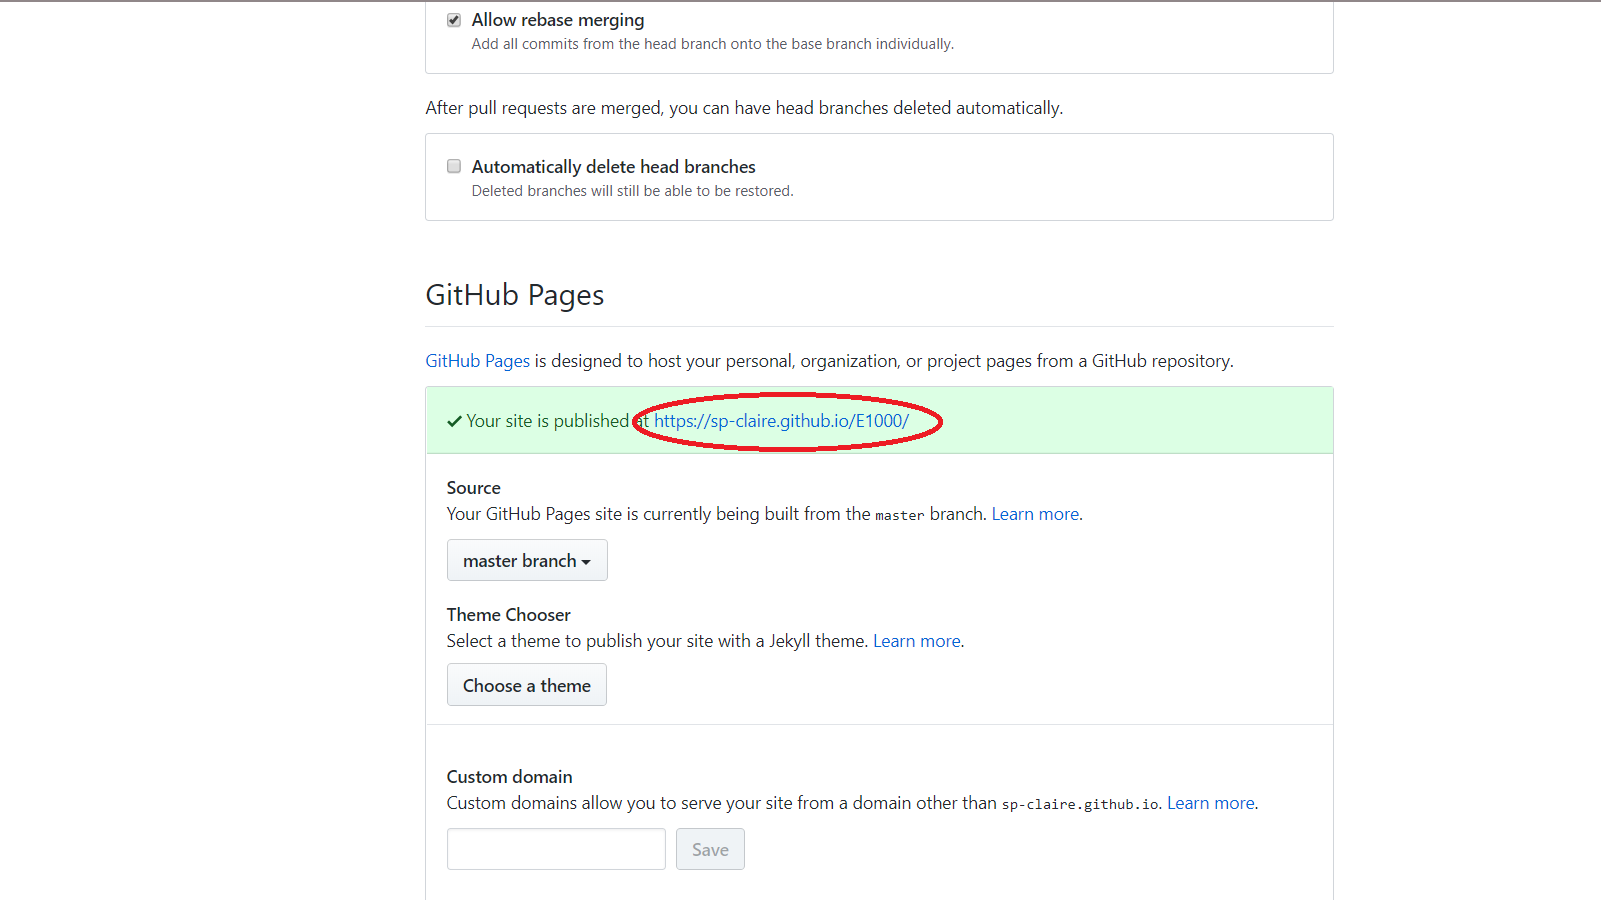 Allow rebase merging
Add all commits from the head branch onto the base branch individually.
After pull requests are merged, you can have head branches deleted automatically.
Automatically delete head branches
Deleted branches will still be able to be restored.
GitHub Pages
GitHub Pages is designed to host your personal, organization, or project pages from a GitHub repository.
Your site is published at https://sp-claire.github.io/E1000/
Source
Your GitHub Pages site is currently being built from the master branch. Learn more.
master branch
Theme Chooser
Select a theme to publish your site with a Jekyll theme. Learn more.
Choose a theme
Custom domain
Custom domains allow you to serve your site from a domain other than sp-claire.github.io. Learn more.
Save